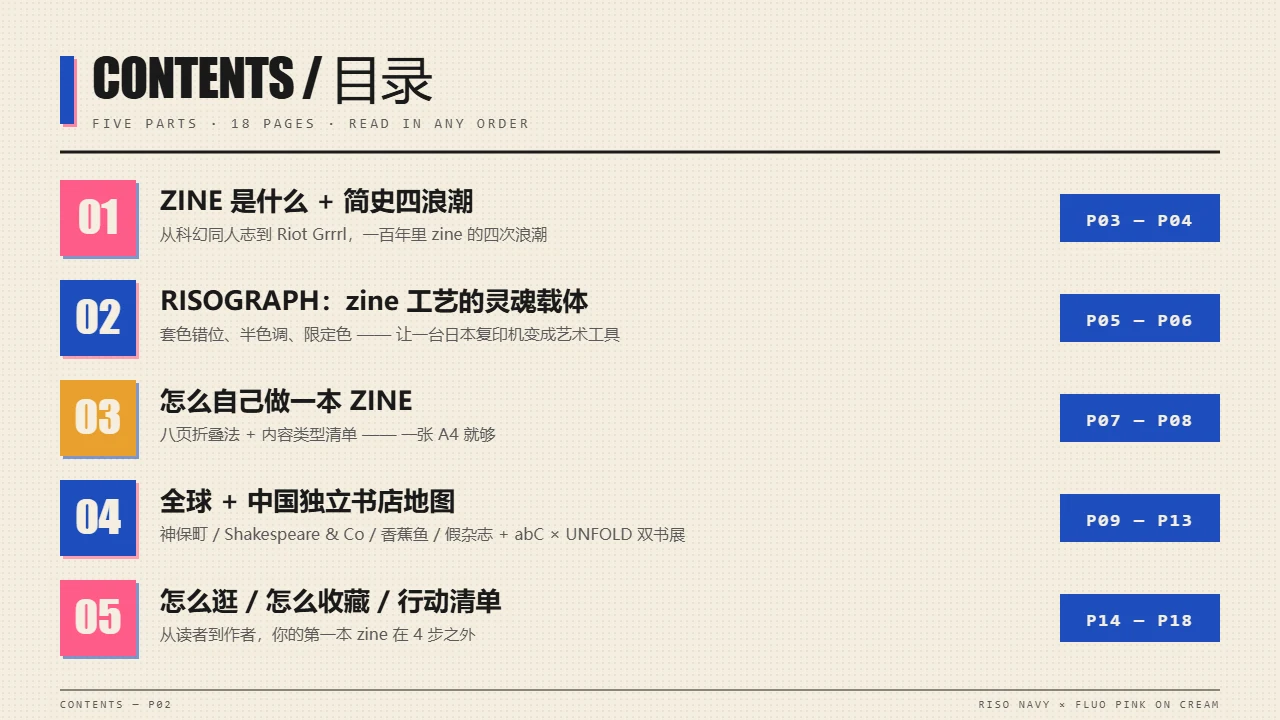 CONTENTS / 目录
FIVE PARTS · 18 PAGES · READ IN ANY ORDER
01
ZINE 是什么 + 简史四浪潮
从科幻同人志到 Riot Grrrl，一百年里 zine 的四次浪潮
P03 — P04
02
RISOGRAPH：zine 工艺的灵魂载体
套色错位、半色调、限定色 —— 让一台日本复印机变成艺术工具
P05 — P06
03
怎么自己做一本 ZINE
八页折叠法 + 内容类型清单 —— 一张 A4 就够
P07 — P08
04
全球 + 中国独立书店地图
神保町 / Shakespeare & Co / 香蕉鱼 / 假杂志 + abC × UNFOLD 双书展
P09 — P13
05
怎么逛 / 怎么收藏 / 行动清单
从读者到作者，你的第一本 zine 在 4 步之外
P14 — P18
CONTENTS — P02
RISO NAVY × FLUO PINK ON CREAM